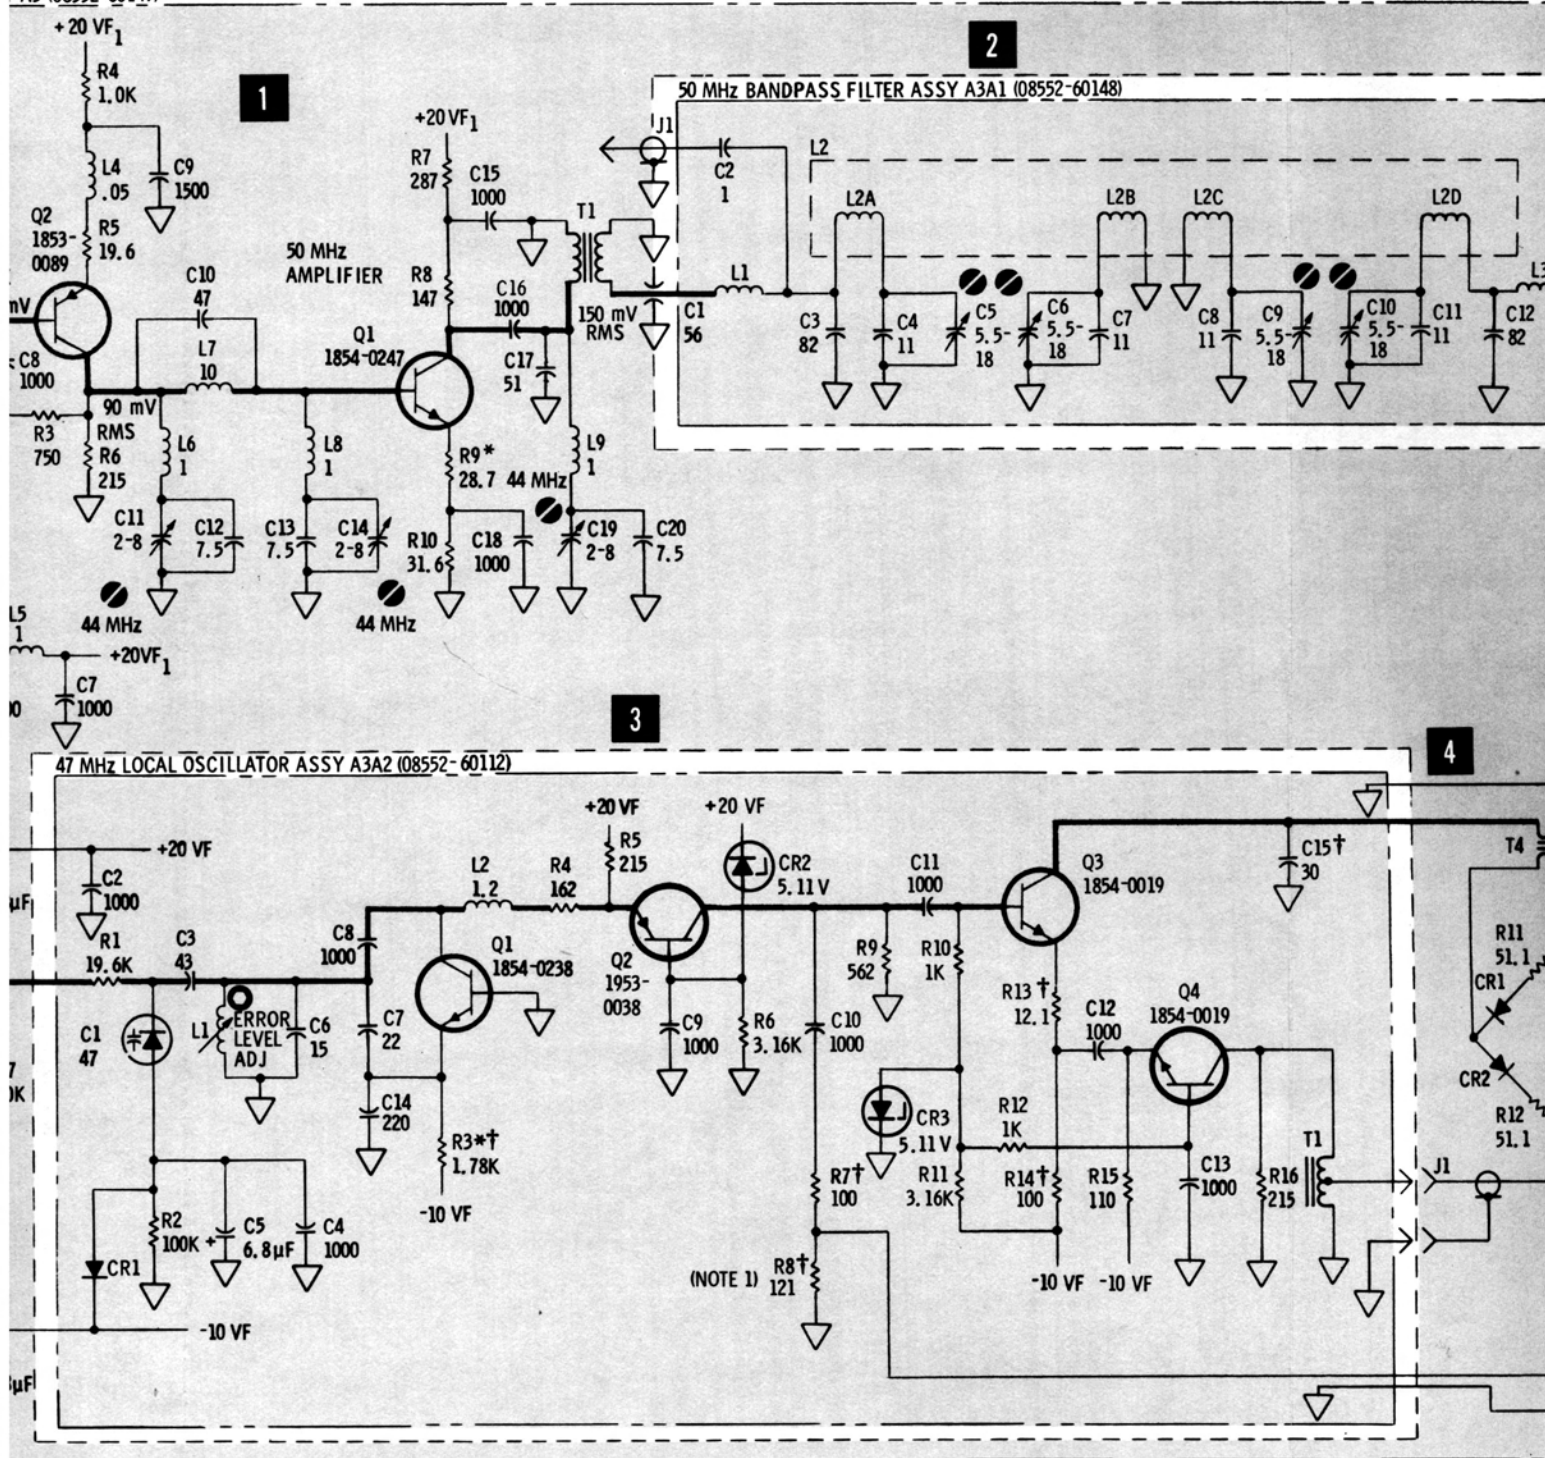 +20 VF1
R4
1.0K
1
2
50 MHz BANDPASS FILTER ASSY A3A1 (08552-60148)
L4
.05
C9
1500
+20 VF1
J1
R7
287
C15
1000
T1
C2
1
L2
L2A
L2B
L2C
L2D
Q2
1853-
0089
R5
19.6
50 MHz
AMPLIFIER
C10
47
R8
147
C16
1000
150 mV
RMS
L1
L3
C1
56
C3
82
C4
11
C5
5.5-
18
C6
5.5-
18
C7
11
C8
11
C9
5.5-
18
C10
5.5-
18
C11
11
C12
82
mV
C8
1000
L7
10
Q1
1854-0247
C17
51
90 mV
RMS
R3
750
R6
215
L6
1
L8
1
R9*
28.7
44 MHz
L9
1
C11
2-8
C12
7.5
C13
7.5
C14
2-8
R10
31.6
C18
1000
C19
2-8
C20
7.5
44 MHz
44 MHz
L5
1
+20VF1
C7
1000
3
4
47 MHz LOCAL OSCILLATOR ASSY A3A2 (08552-60112)
+20 VF
+20 VF
+20 VF
C2
1000
μF
L2
1.2
R4
162
R5
215
CR2
5.11 V
C11
1000
Q3
1854-0019
C15†
30
T4
R1
19.6K
C3
43
C8
1000
Q1
1854-0238
Q2
1953-
0038
R9
562
R10
1K
R11
51.1
CR1
C1
47
L1
ERROR
LEVEL
ADJ
C6
15
C7
22
C9
1000
R6
3.16K
C10
1000
R13†
12.1
C12
1000
Q4
1854-0019
CR2
R12
51.1
C14
220
R3*†
1.78K
-10 VF
CR3
5.11 V
R12
1K
T1
J1
R7†
100
R11
3.16K
R14†
100
R15
110
C13
1000
R16
215
R2
100K
C5
6.8μF
+
C4
1000
CR1
-10 VF
(NOTE 1)
R8†
121
-10 VF
-10 VF
μF